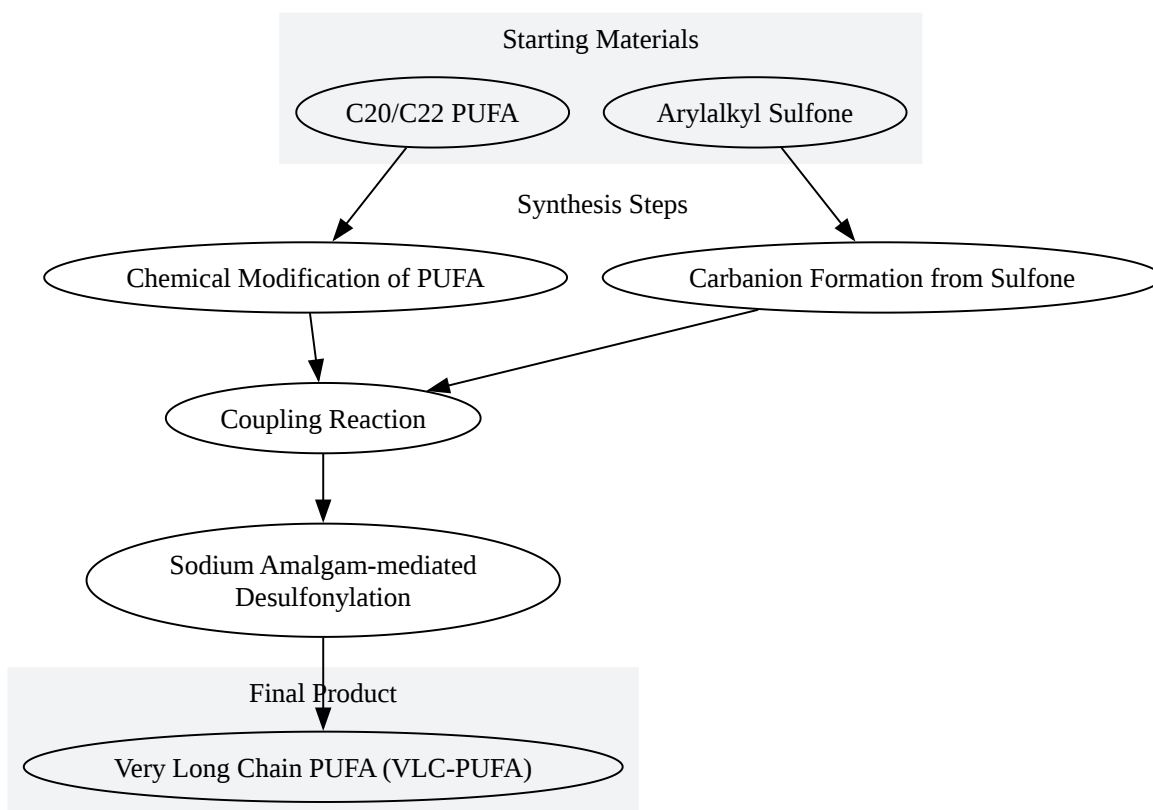 Starting Materials
C20/C22 PUFA
Arylalkyl Sulfone
Synthesis Steps
Chemical Modification of PUFA
Carbanion Formation from Sulfone
Coupling Reaction
Sodium Amalgam-mediated
Desulfonylation
Final Product
Very Long Chain PUFA (VLC-PUFA)